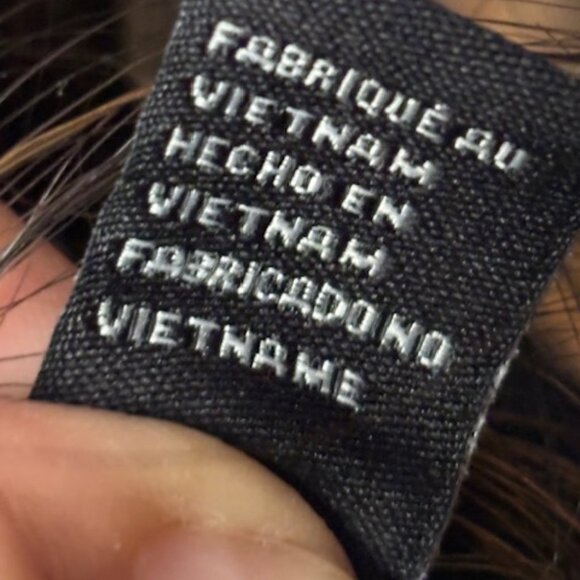 FABRIQUÉ AU
VIETNAM
HECHO EN
VIETNAM
FABRICADO NO
VIETNAME